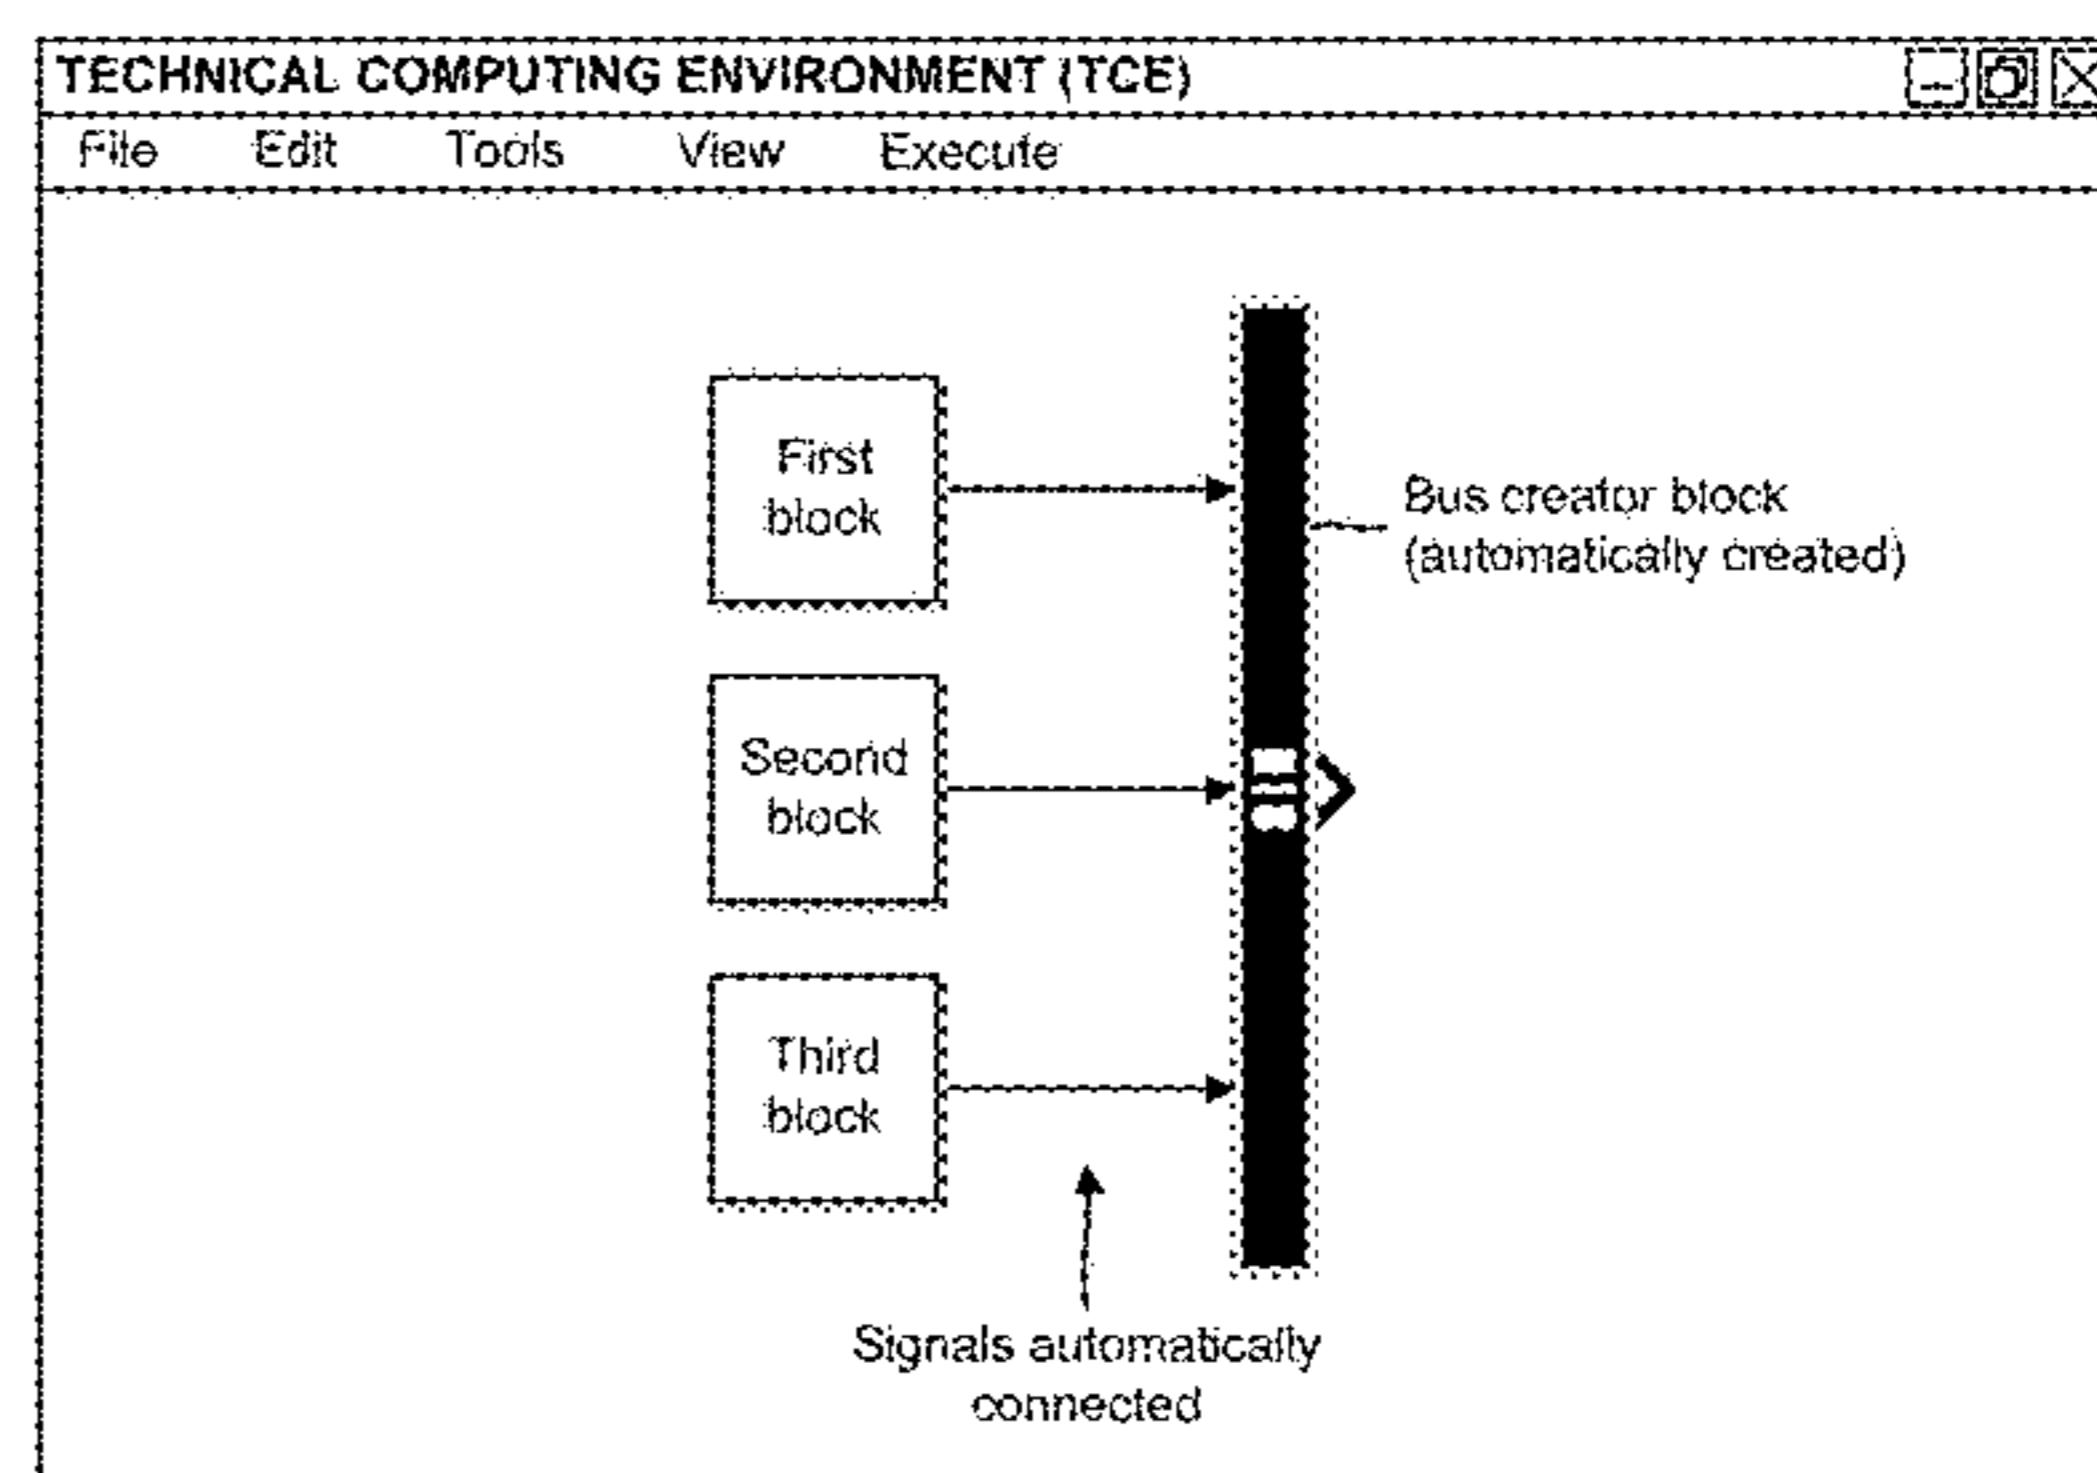 TECHNICAL COMPUTING ENVIRONMENT (TCE)
File Edit Tools View Execute
First
block
Bus creator block
(automatically created)
Second
block
Third
block
Signals automatically
connected